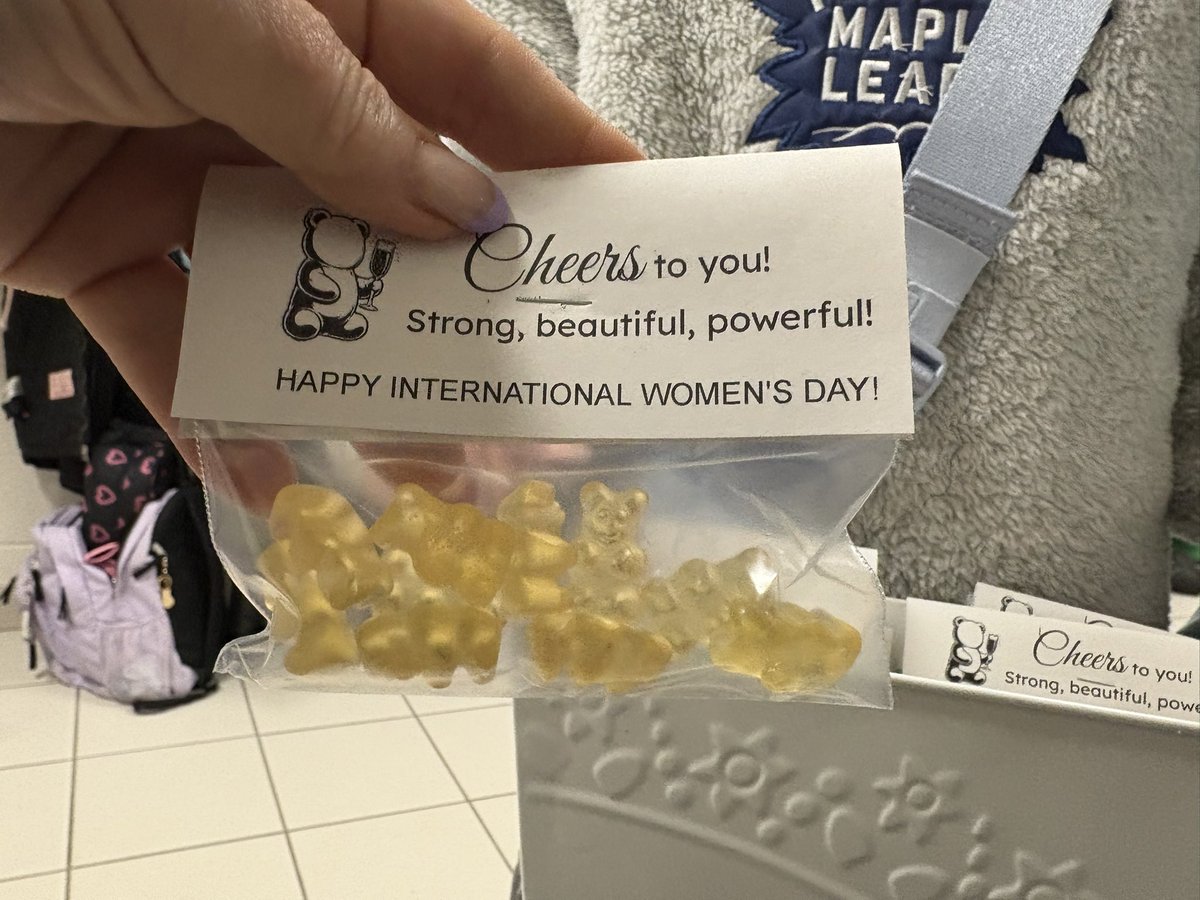 MAPL
LEA
Cheers to you!
Strong, beautiful, powerful!
HAPPY INTERNATIONAL WOMEN'S DAY!
Cheers to you!
Strong, beautiful, powe